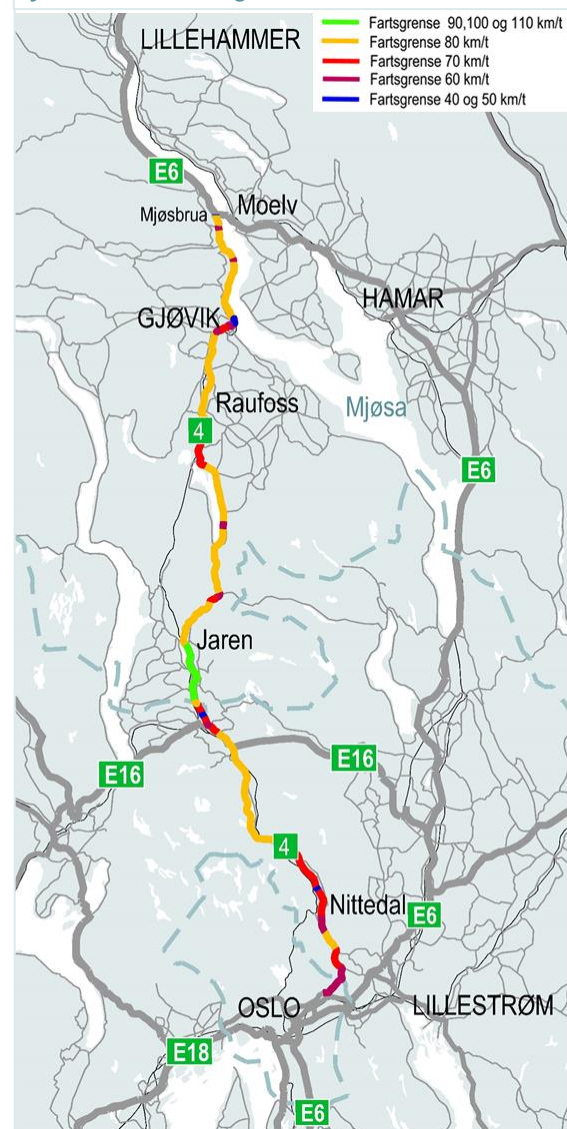 Fartsgrense 90,100 og 110 km/t
Fartsgrense 80 km/t
Fartsgrense 70 km/t
Fartsgrense 60 km/t
Fartsgrense 40 og 50 km/t
LILLEHAMMER
E6
Mjøsbrua
Moelv
HAMAR
GJØVIK
Raufoss
Mjøsa
4
E6
Jaren
E16
E16
4
Nittedal
E6
OSLO
LILLESTRØM
E18
E6